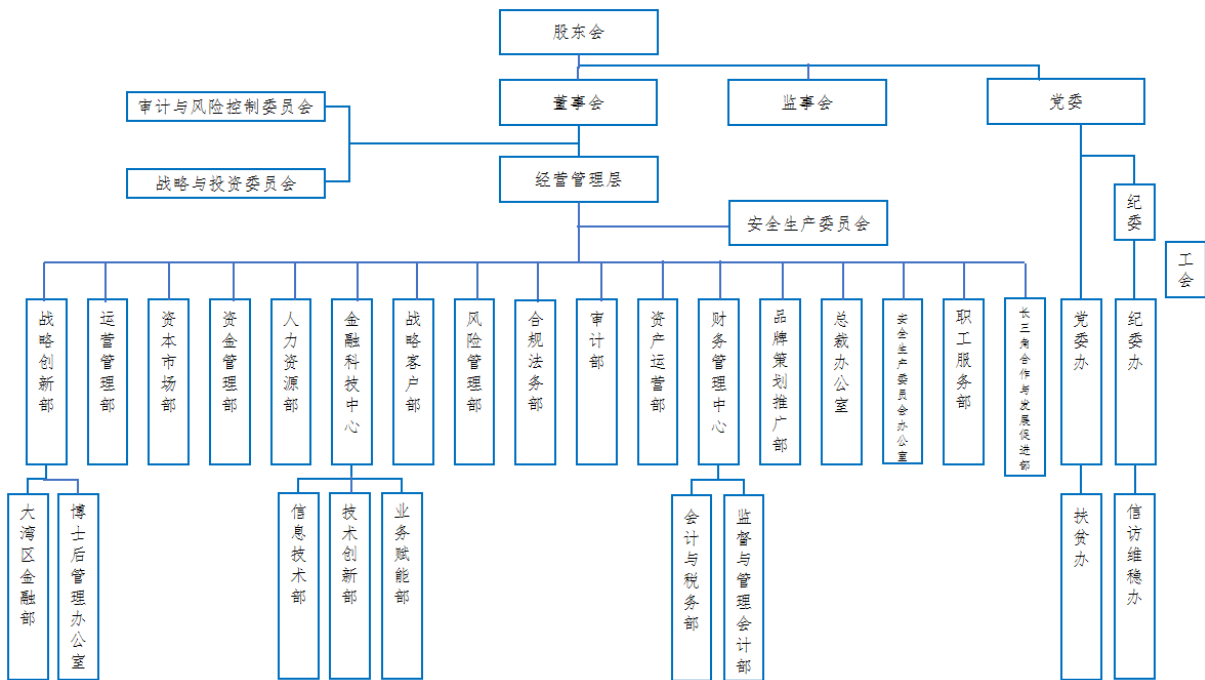 股东会
董事会
监事会
党委
审计与风险控制委员会
战略与投资委员会
经营管理层
安全生产委员会
纪委
工会
战略创新部
运营管理部
资本市场部
资金管理部
人力资源部
金融科技中心
战略客户部
风险管理部
合规法务部
审计部
资产运营部
财务管理中心
品牌策划推广部
总裁办公室
安全生产委员会办公室
职工服务部
长三角合作与发展促进部
党委办
纪委办
大湾区金融部
博士后管理办公室
信息技术部
技术创新部
业务赋能部
会计与税务部
监督与管理会计部
扶贫办
信访维稳办